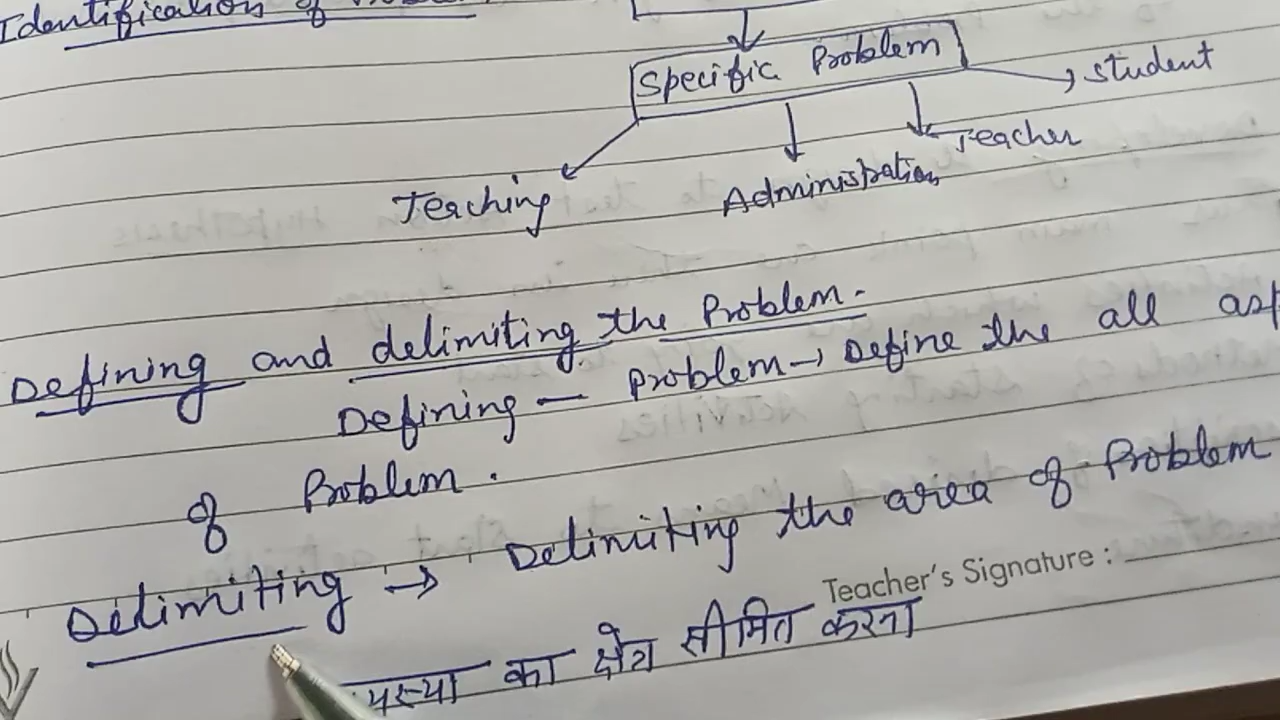 Identification of
Specific Problem
student
Teacher
Teaching
Administration
Defining and delimiting the Problem.
Defining — Problem → Define the all
of Problem.
Delimiting → Delimiting the area of Problem
Teacher's Signature :
का क्षेत्र सीमित करना